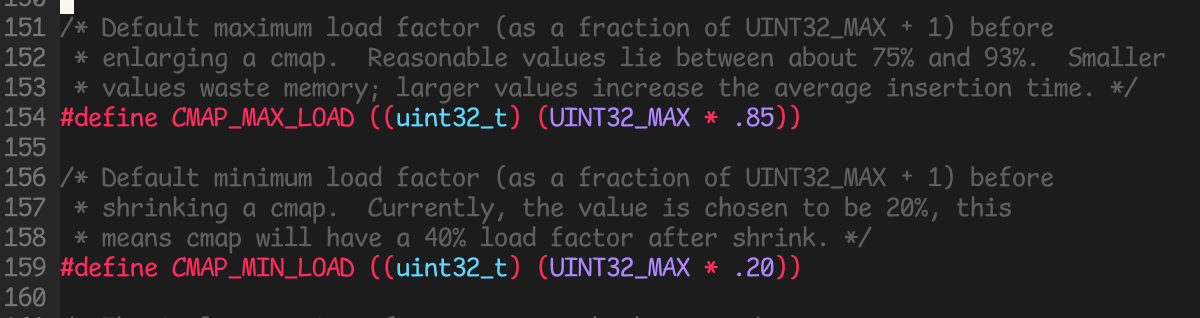 151 /* Default maximum load factor (as a fraction of UINT32_MAX + 1) before
152  * enlarging a cmap.  Reasonable values lie between about 75% and 93%.  Smaller
153  * values waste memory; larger values increase the average insertion time. */
154 #define CMAP_MAX_LOAD ((uint32_t) (UINT32_MAX * .85))
155
156 /* Default minimum load factor (as a fraction of UINT32_MAX + 1) before
157  * shrinking a cmap.  Currently, the value is chosen to be 20%, this
158  * means cmap will have a 40% load factor after shrink. */
159 #define CMAP_MIN_LOAD ((uint32_t) (UINT32_MAX * .20))
160